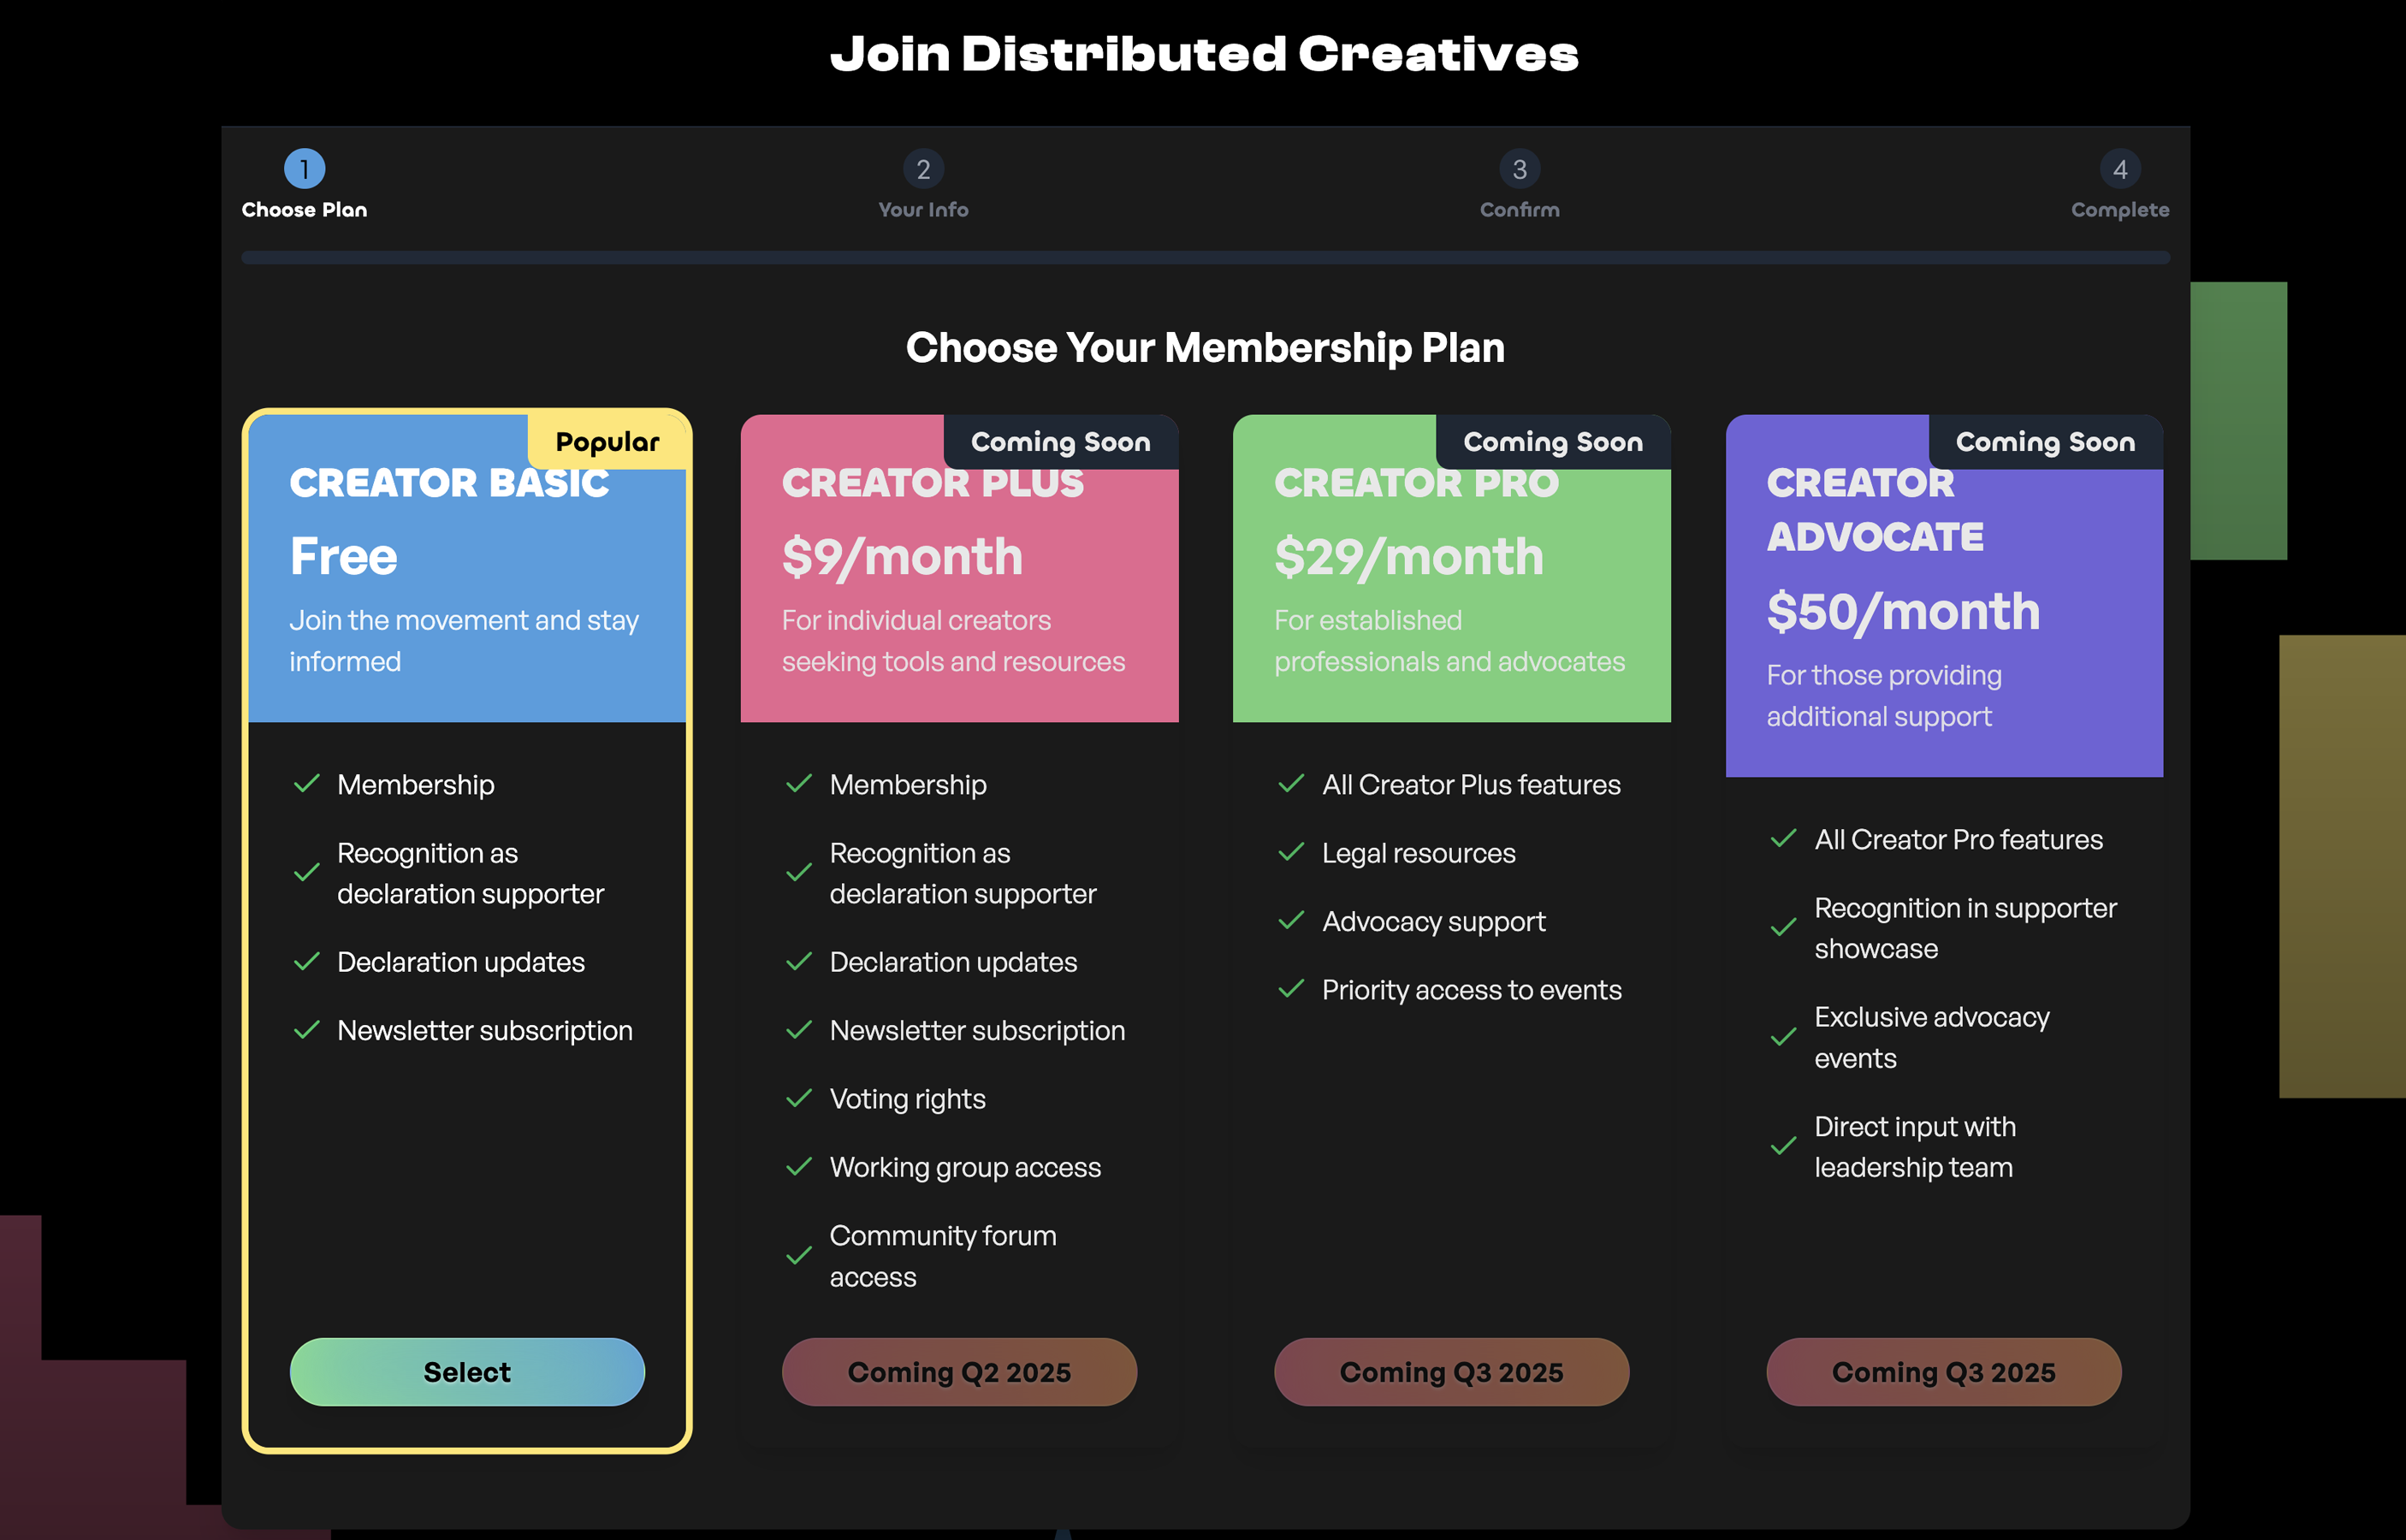 Join Distributed Creatives
1
2
3
4
Choose Plan
Your Info
Confirm
Complete
Choose Your Membership Plan
Popular
CREATOR BASIC
Free
Join the movement and stay
informed
Membership
Recognition as
declaration supporter
Declaration updates
Newsletter subscription
Select
Coming Soon
CREATOR PLUS
$9/month
For individual creators
seeking tools and resources
Membership
Recognition as
declaration supporter
Declaration updates
Newsletter subscription
Voting rights
Working group access
Community forum
access
Coming Q2 2025
Coming Soon
CREATOR PRO
$29/month
For established
professionals and advocates
All Creator Plus features
Legal resources
Advocacy support
Priority access to events
Coming Q3 2025
Coming Soon
CREATOR
ADVOCATE
$50/month
For those providing
additional support
All Creator Pro features
Recognition in supporter
showcase
Exclusive advocacy
events
Direct input with
leadership team
Coming Q3 2025